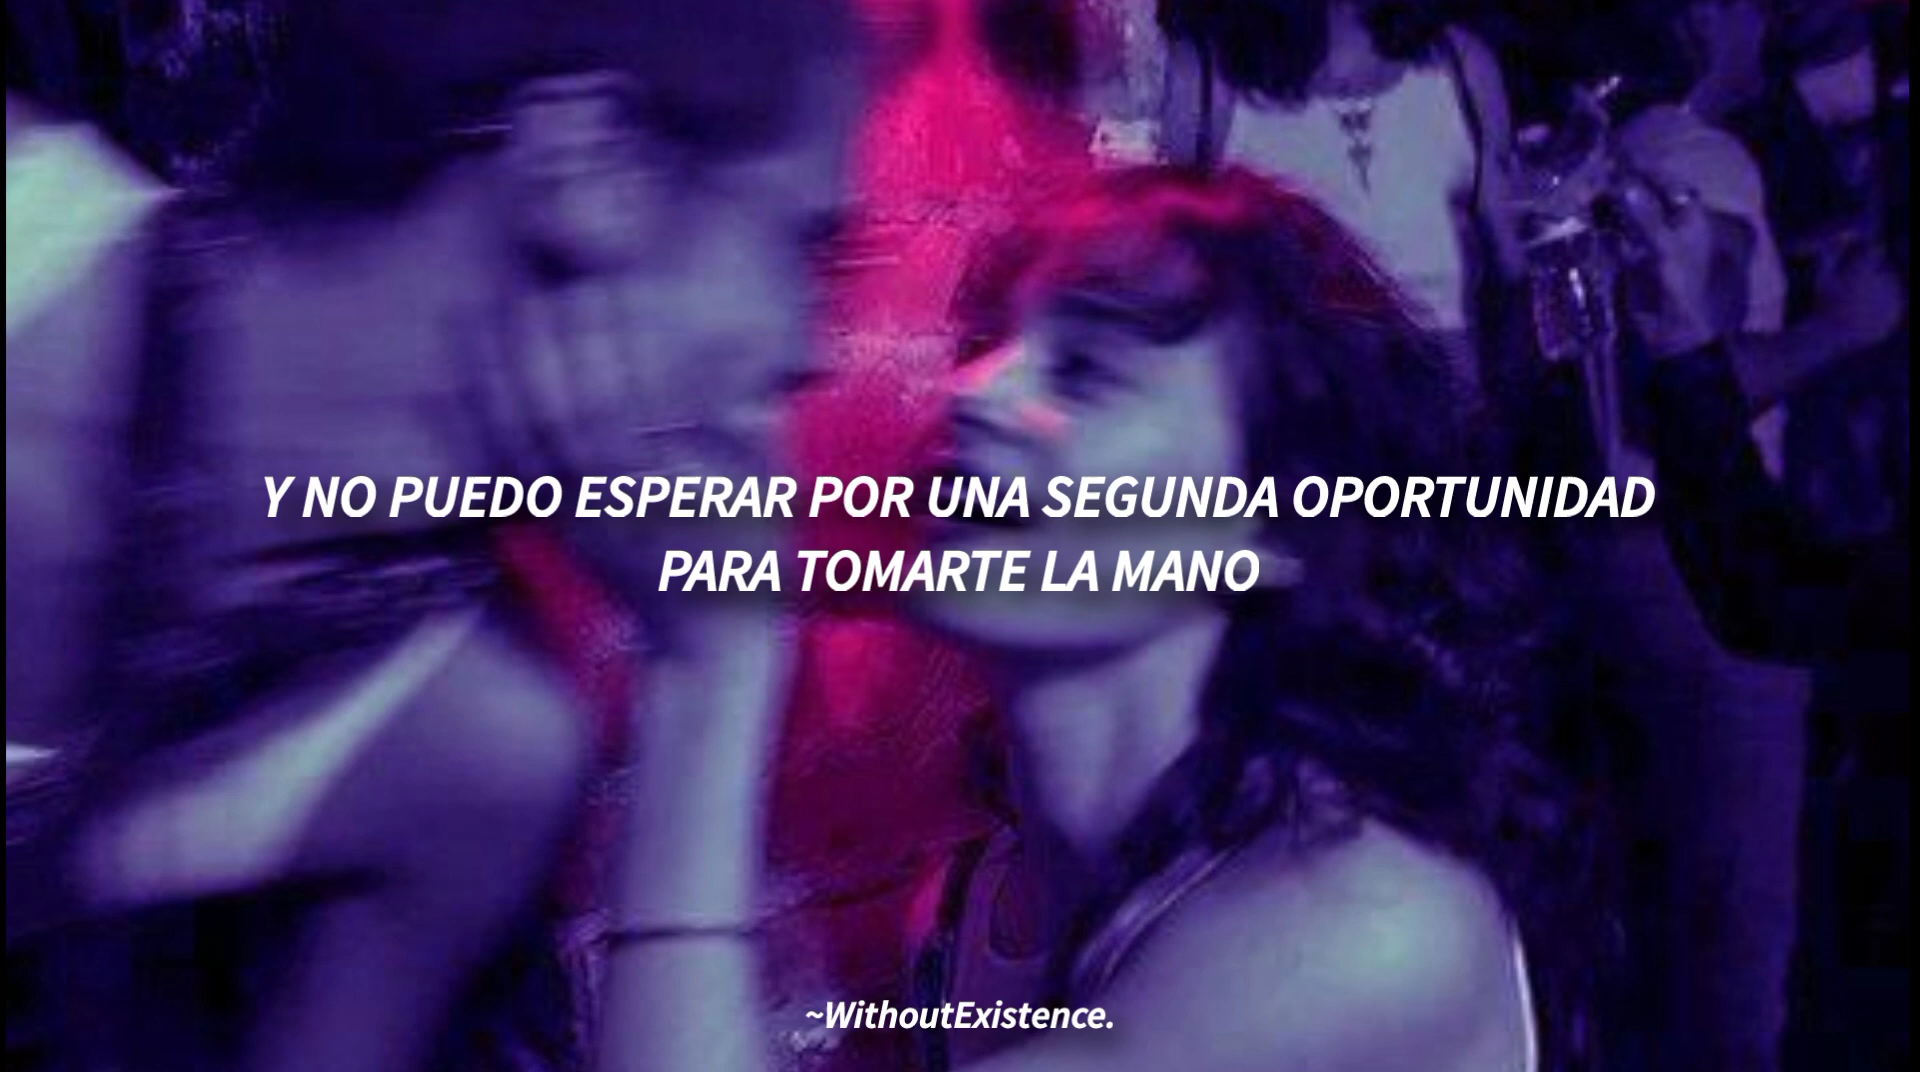 Y NO PUEDO ESPERAR POR UNA SEGUNDA OPORTUNIDAD
PARA TOMARTE LA MANO
~WithoutExistence.